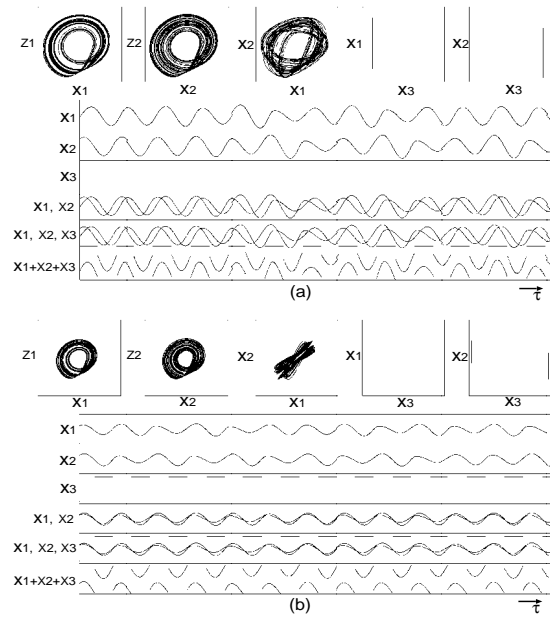 Z1 Z2 X2 X1 X2
X1 X2 X1 X3 X3
X1
X2
X3
X1, X2
X1, X2, X3
X1+X2+X3
(a) τ
Z1 Z2 X2 X1 X2
X1 X2 X1 X3 X3
X1
X2
X3
X1, X2
X1, X2, X3
X1+X2+X3
(b) τ